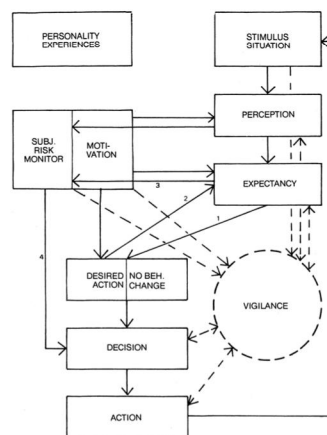 PERSONALITY
EXPERIENCES
STIMULUS
SITUATION
PERCEPTION
SUBJ.
RISK
MONITOR
MOTI-
VATION
EXPECTANCY
3
2
1
4
DESIRED
ACTION
NO BEH.
CHANGE
VIGILANCE
DECISION
ACTION